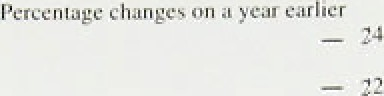 Percentage changes on a year earlier
— 24
— 22